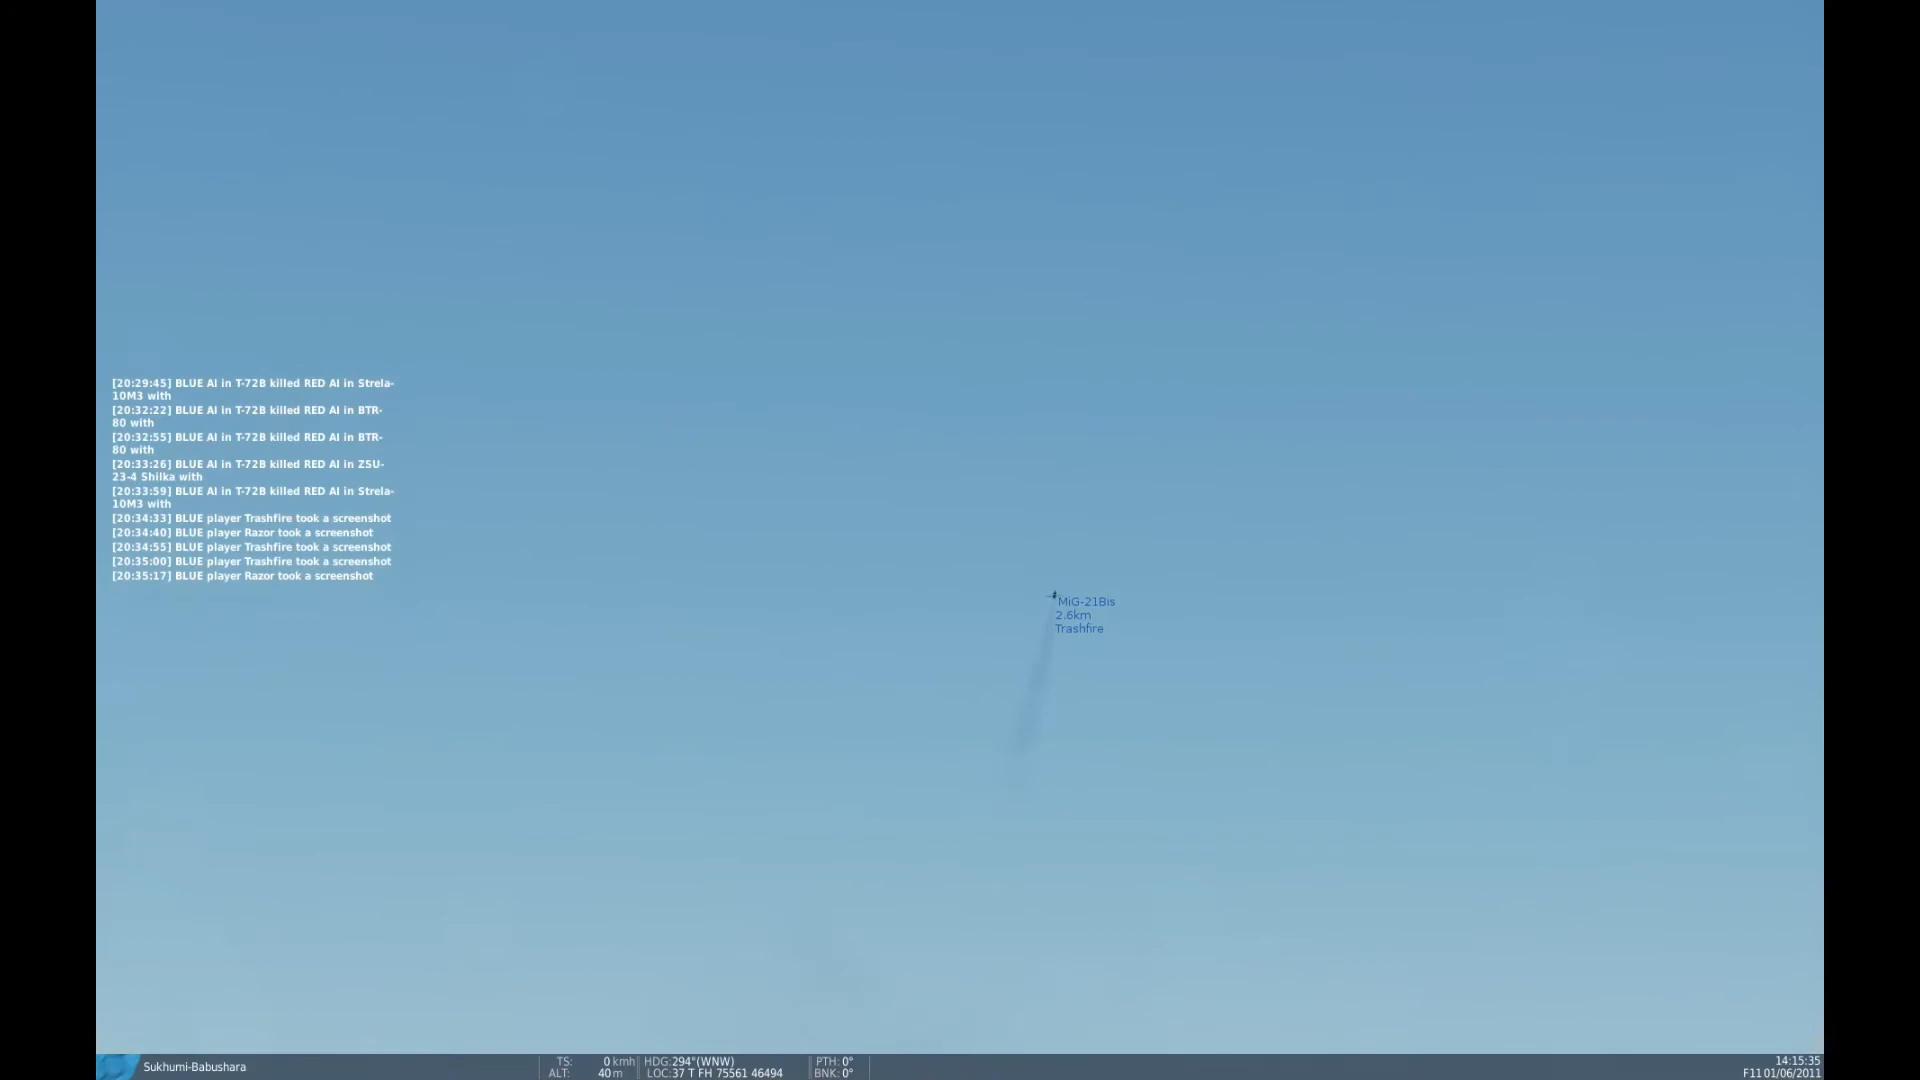 [20:29:45] BLUE AI in T-72B killed RED AI in Strela-
10M3 with
[20:32:22] BLUE AI in T-72B killed RED AI in BTR-
80 with
[20:32:55] BLUE AI in T-72B killed RED AI in BTR-
80 with
[20:33:26] BLUE AI in T-72B killed RED AI in ZSU-
23-4 Shilka with
[20:33:59] BLUE AI in T-72B killed RED AI in Strela-
10M3 with
[20:34:33] BLUE player Trashfire took a screenshot
[20:34:40] BLUE player Razor took a screenshot
[20:34:55] BLUE player Trashfire took a screenshot
[20:35:00] BLUE player Trashfire took a screenshot
[20:35:17] BLUE player Razor took a screenshot
MiG-21Bis
2.6km
Trashfire
Sukhumi-Babushara
TS: 0 kmh HDG:294°(WNW) PTH: 0°
ALT: 40 m LOC:37 T FH 75561 46494 BNK: 0°
14:15:35
F11 01/06/2011